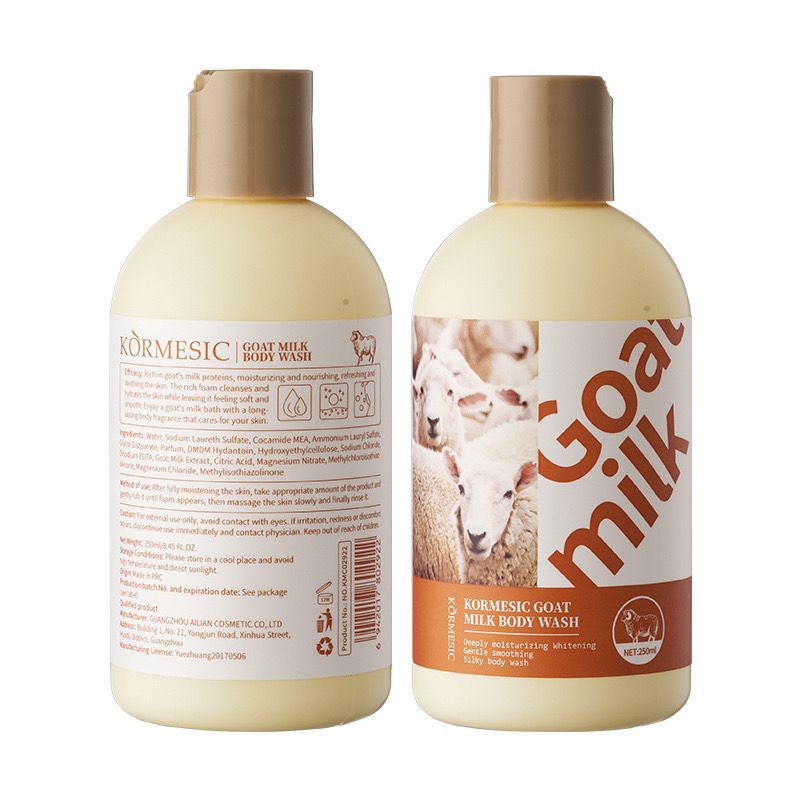 KÒRMESIC
GOAT MILK
BODY WASH
Efficacy: Rich in goat's milk proteins, moisturizing and nourishing, refreshing and
soothing the skin. The rich foam cleanses and
hydrates the skin while leaving it feeling soft and
smooth. Enjoy a goat's milk bath with a long-
lasting body fragrance that cares for your skin.
Ingredients: Water, Sodium Laureth Sulfate, Cocamide MEA, Ammonium Lauryl Sulfate,
Glycol Distearate, Parfum, DMDM Hydantoin, Hydroxyethylcellulose, Sodium Chloride,
Disodium EDTA, Goat Milk Extract, Citric Acid, Magnesium Nitrate, Methylchloroisothiazo-
linone, Magnesium Chloride, Methylisothiazolinone
Method of use: After fully moistening the skin, take appropriate amount of the product and
gently rub it until foam appears, then massage the skin slowly and finally rinse it.
Caution: For external use only, avoid contact with eyes. If irritation, redness or discomfort
occurs, discontinue use immediately and contact physician. Keep out of reach of children.
Net Weight: 250ml/8.45 FL.OZ.
Storage Conditions: Please store in a cool place and avoid
high temperature and direct sunlight.
Origin: Made in PRC
Production batch No. and expiration date: See package
(see label)
Qualified product
Manufacturer: GUANGZHOU AILIAN COSMETIC CO.,LTD
Address: Building 1, No. 21, Yongjun Road, Xinhua Street,
Huadu District, Guangzhou
Manufacturing License: Yuezhuang20170506
Product No.: NO.KMC02922
6 942017 802922
Goat
milk
KÒRMESIC
KORMESIC GOAT
MILK BODY WASH
Deeply moisturizing Whitening
Gentle smoothing
Silky body wash
NET:250ml